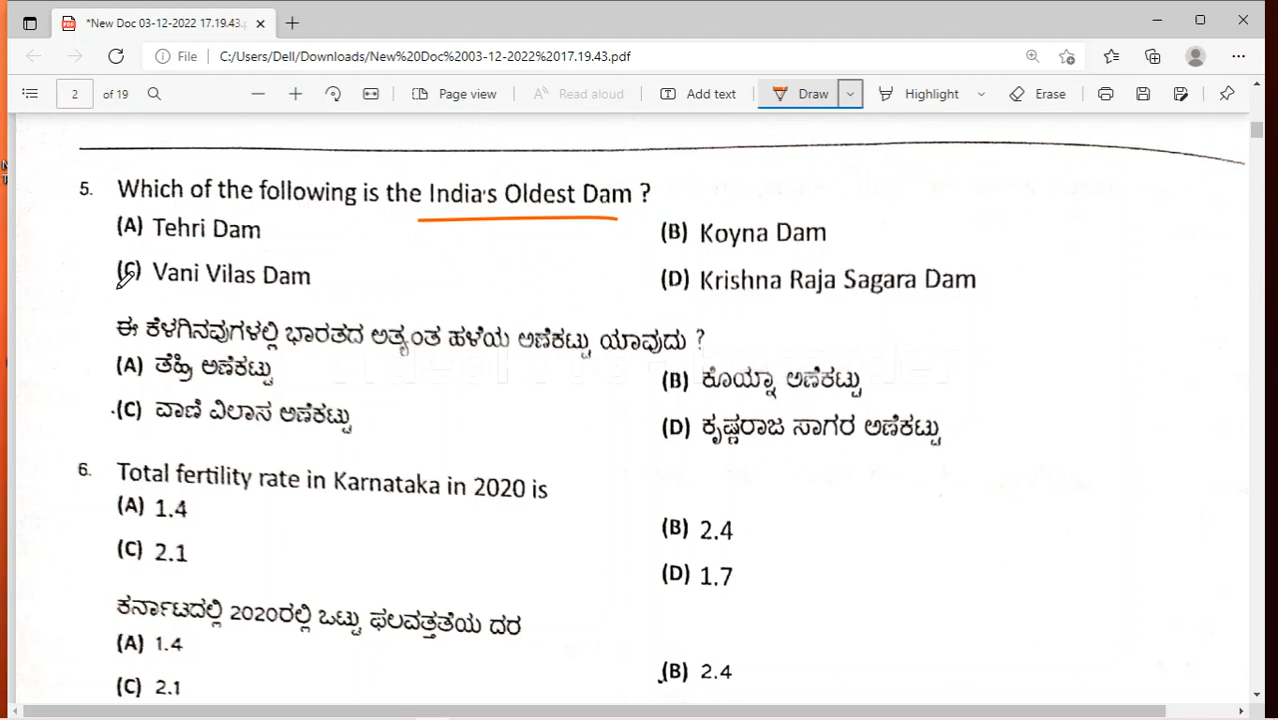 *New Doc 03-12-2022 17.19.43.p
File C:/Users/Dell/Downloads/New%20Doc%2003-12-2022%2017.19.43.pdf
2 of 19 Page view Read aloud Add text Draw Highlight Erase
5. Which of the following is the India's Oldest Dam ?
(A) Tehri Dam (B) Koyna Dam
(C) Vani Vilas Dam (D) Krishna Raja Sagara Dam
ಈ ಕೆಳಗಿನವುಗಳಲ್ಲಿ ಭಾರತದ ಅತ್ಯಂತ ಹಳೆಯ ಅಣೆಕಟ್ಟು ಯಾವುದು ?
(A) ತೆಹ್ರಿ ಅಣೆಕಟ್ಟು (B) ಕೊಯ್ನಾ ಅಣೆಕಟ್ಟು
(C) ವಾಣಿ ವಿಲಾಸ ಅಣೆಕಟ್ಟು (D) ಕೃಷ್ಣರಾಜ ಸಾಗರ ಅಣೆಕಟ್ಟು
6. Total fertility rate in Karnataka in 2020 is
(A) 1.4 (B) 2.4
(C) 2.1 (D) 1.7
ಕರ್ನಾಟದಲ್ಲಿ 2020ರಲ್ಲಿ ಒಟ್ಟು ಫಲವತ್ತತೆಯ ದರ
(A) 1.4 (B) 2.4
(C) 2.1